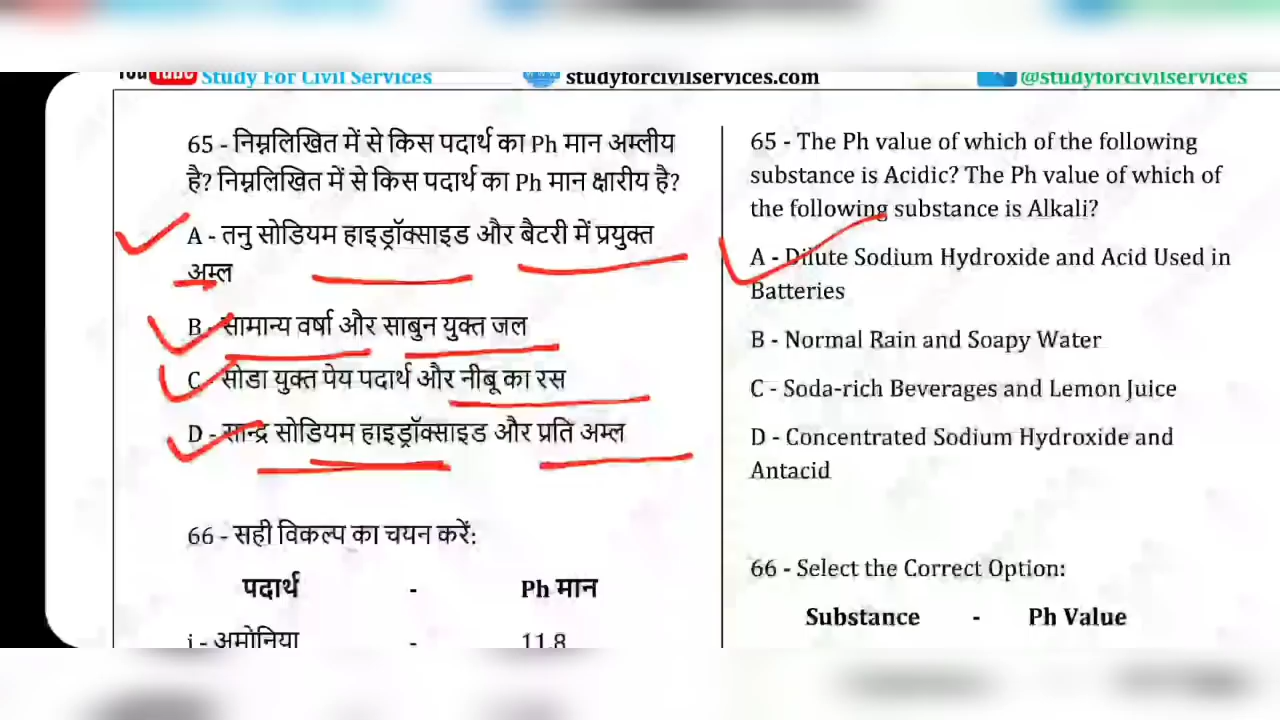 YouTube Study For Civil Services
www studyforcivilservices.com
@studyforcivilservices
65 - निम्नलिखित में से किस पदार्थ का Ph मान अम्लीय
है? निम्नलिखित में से किस पदार्थ का Ph मान क्षारीय है?
A - तनु सोडियम हाइड्रॉक्साइड और बैटरी में प्रयुक्त
अम्ल
B - सामान्य वर्षा और साबुन युक्त जल
C - सोडा युक्त पेय पदार्थ और नीबू का रस
D - सान्द्र सोडियम हाइड्रॉक्साइड और प्रति अम्ल
66 - सही विकल्प का चयन करें:
पदार्थ - Ph मान
i - अमोनिया - 11.8
65 - The Ph value of which of the following
substance is Acidic? The Ph value of which of
the following substance is Alkali?
A - Dilute Sodium Hydroxide and Acid Used in
Batteries
B - Normal Rain and Soapy Water
C - Soda-rich Beverages and Lemon Juice
D - Concentrated Sodium Hydroxide and
Antacid
66 - Select the Correct Option:
Substance - Ph Value